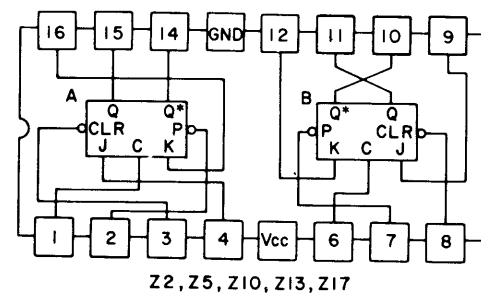 16 15 14 GND 12 11 10 9
A B
Q Q* Q* Q
CLR P P CLR
J C K K C J
1 2 3 4 Vcc 6 7 8
Z2, Z5, Z10, Z13, Z17